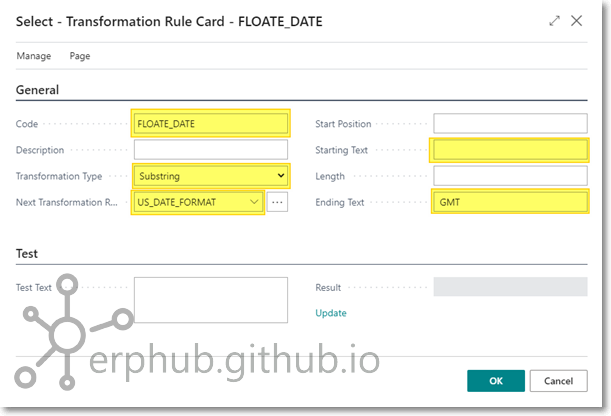 Select - Transformation Rule Card - FLOATE_DATE
Manage Page
General
Code FLOATE_DATE Start Position
Description Starting Text
Transformation Type Substring Length
Next Transformation R... US_DATE_FORMAT ... Ending Text GMT
Test
Test Text Result
Update
erphub.github.io
OK Cancel